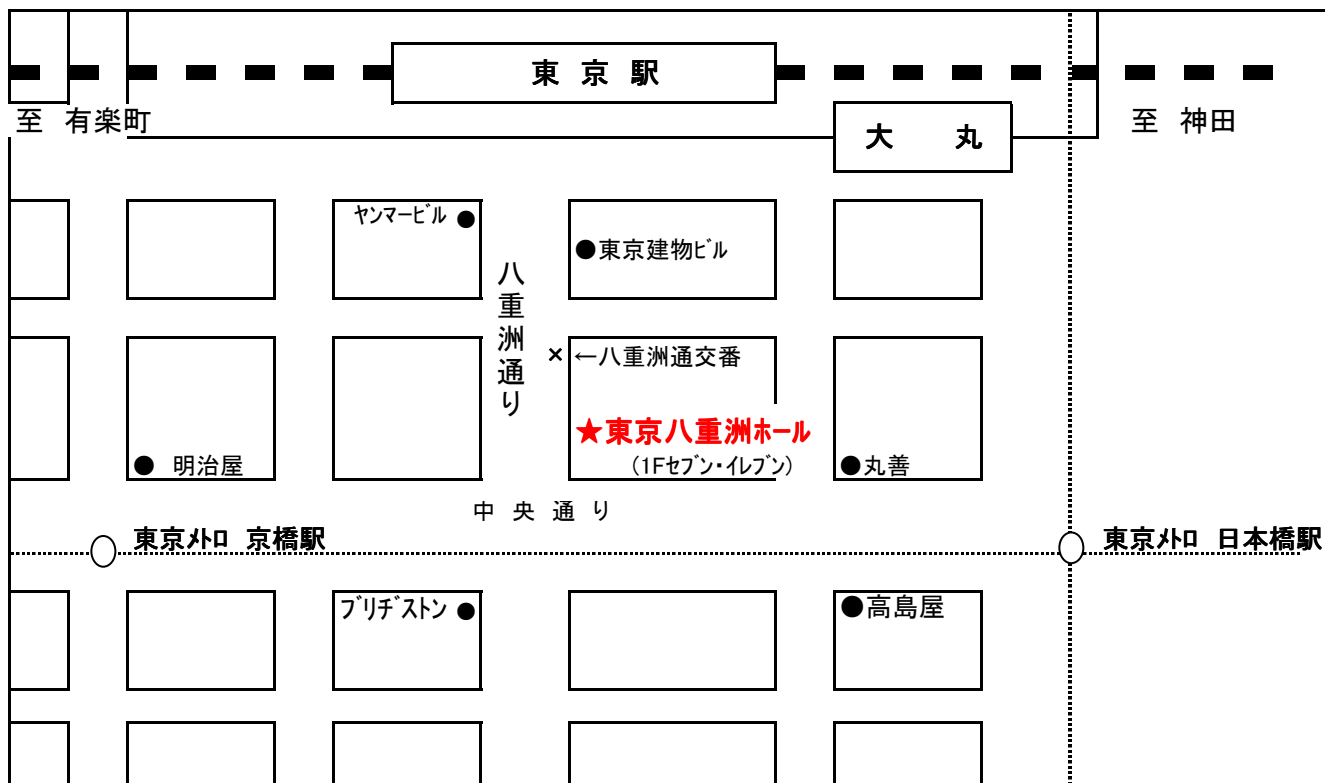 東 京 駅
至 有楽町
大 丸
至 神田
ヤンマービル ●
●東京建物ビル
八重洲通り
× ←八重洲通交番
★東京八重洲ホール
(1Fセブン・イレブン)
● 明治屋
●丸善
中 央 通 り
東京メトロ 京橋駅
東京メトロ 日本橋駅
ブリヂストン ●
●高島屋